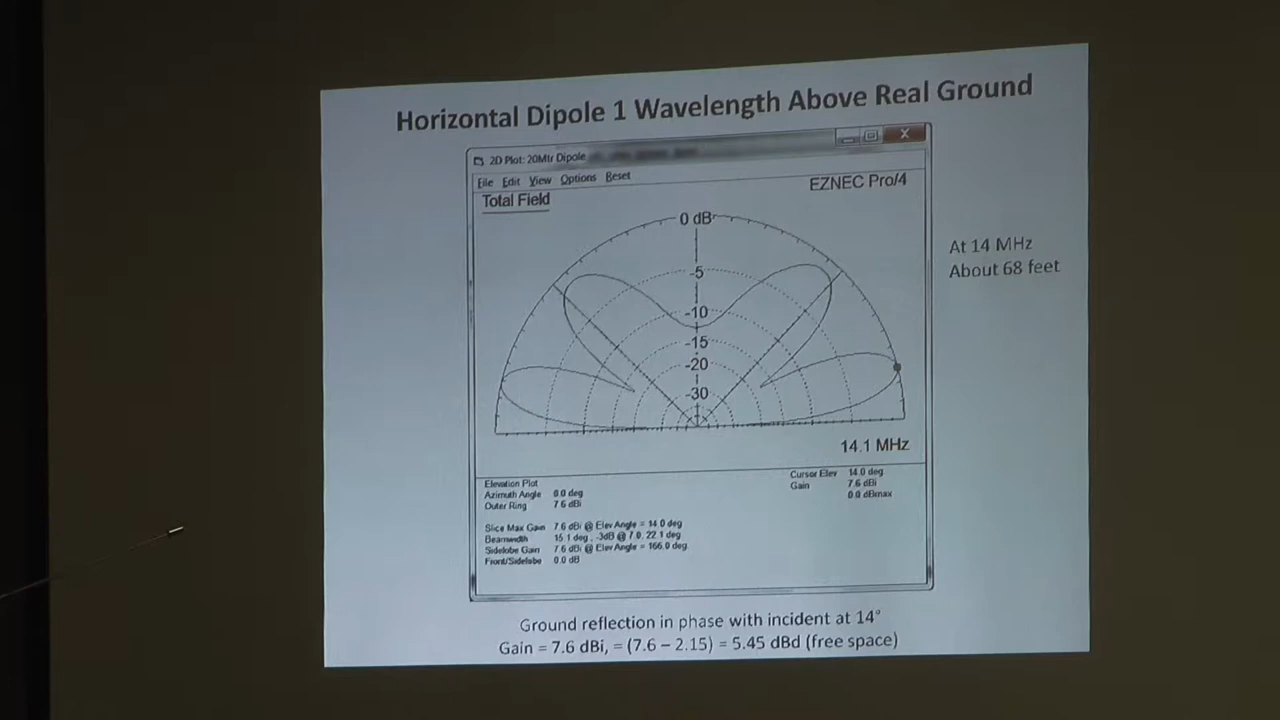 Horizontal Dipole 1 Wavelength Above Real Ground
2D Plot: 20Mtr Dipole
File Edit View Options Reset
Total Field
EZNEC Pro/4
0 dB
-5
-10
-15
-20
-30
14.1 MHz
At 14 MHz
About 68 feet
Elevation Plot
Azimuth Angle 0.0 deg
Outer Ring 7.6 dBi
Cursor Elev 14.0 deg
Gain 7.6 dBi
0.0 dBmax
Slice Max Gain 7.6 dBi @ Elev Angle = 14.0 deg
Beamwidth 15.1 deg., -3dB @ 7.0, 22.1 deg
Sidelobe Gain 7.6 dBi @ Elev Angle = 166.0 deg
Front/Sidelobe 0.0 dB
Ground reflection in phase with incident at 14°
Gain = 7.6 dBi, = (7.6 – 2.15) = 5.45 dBd (free space)